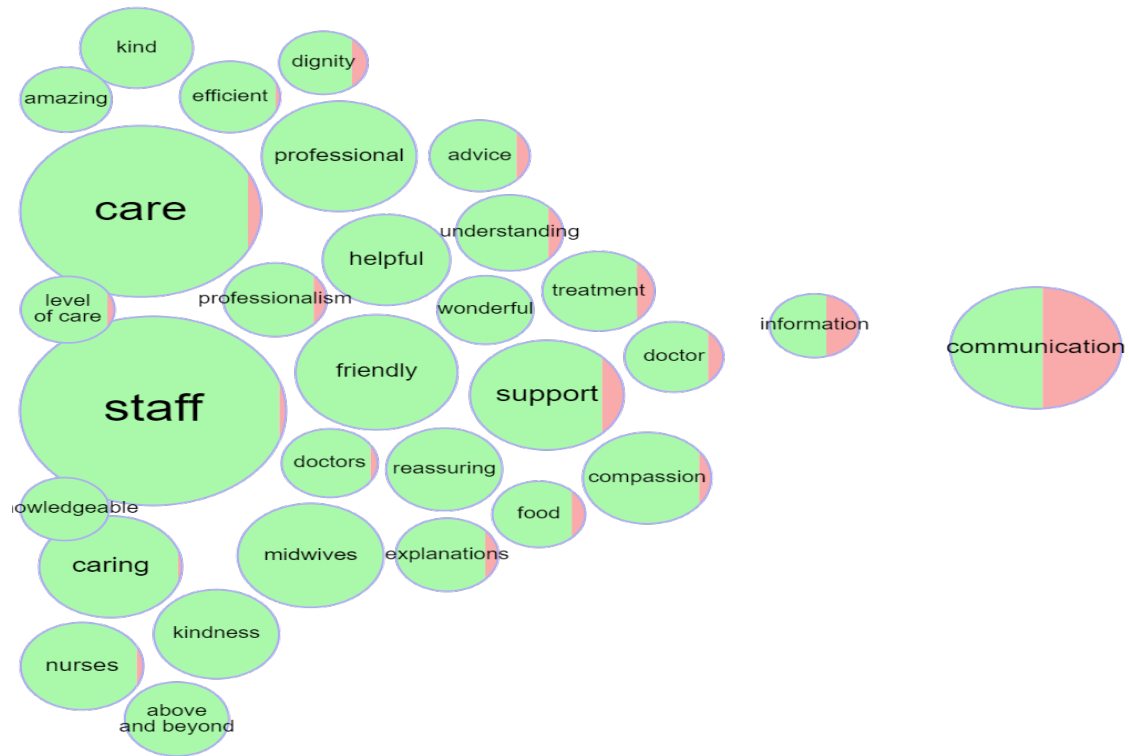 kind
dignity
amazing
efficient
professional
advice
care
understanding
helpful
level
of care
professionalism
wonderful
treatment
information
communication
doctor
friendly
support
staff
doctors
reassuring
compassion
nowledgeable
food
caring
midwives
explanations
kindness
nurses
above
and beyond